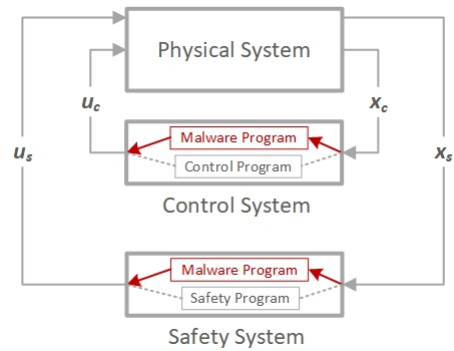 Physical System
u_c
x_c
Malware Program
Control Program
u_s
x_s
Control System
Malware Program
Safety Program
Safety System